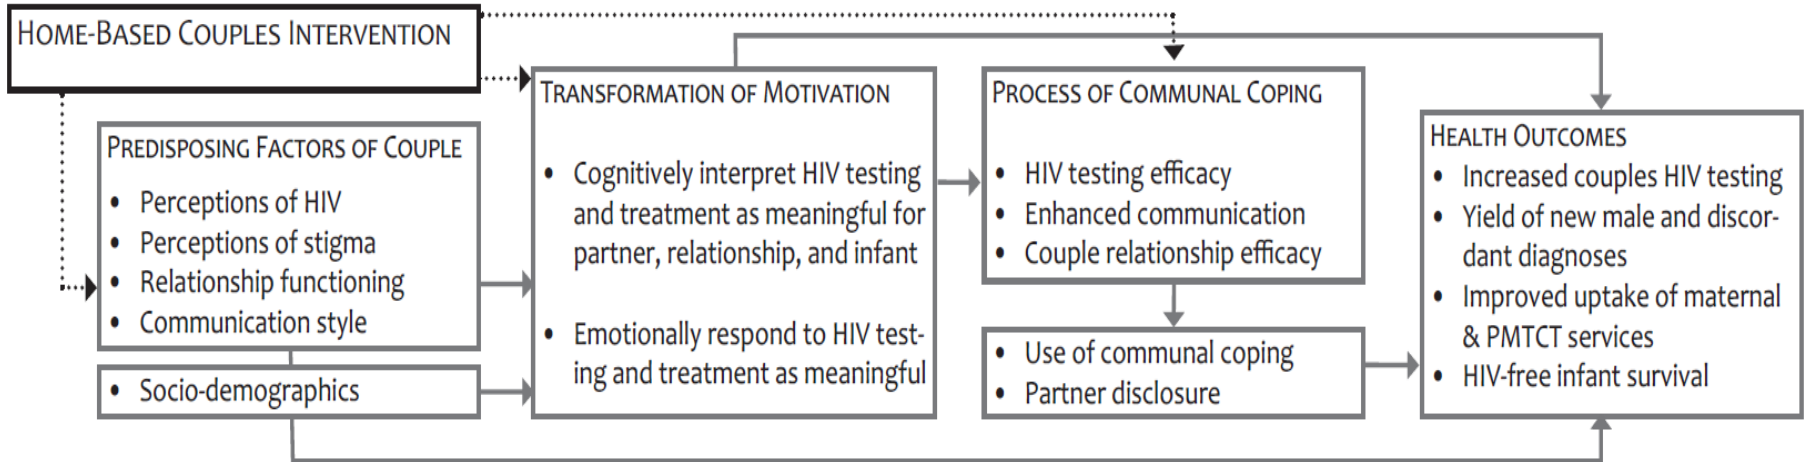 HOME-BASED COUPLES INTERVENTION
PREDISPOSING FACTORS OF COUPLE
• Perceptions of HIV
• Perceptions of stigma
• Relationship functioning
• Communication style
• Socio-demographics
TRANSFORMATION OF MOTIVATION
• Cognitively interpret HIV testing
and treatment as meaningful for
partner, relationship, and infant
• Emotionally respond to HIV test-
ing and treatment as meaningful
PROCESS OF COMMUNAL COPING
• HIV testing efficacy
• Enhanced communication
• Couple relationship efficacy
• Use of communal coping
• Partner disclosure
HEALTH OUTCOMES
• Increased couples HIV testing
• Yield of new male and discor-
dant diagnoses
• Improved uptake of maternal
& PMTCT services
• HIV-free infant survival